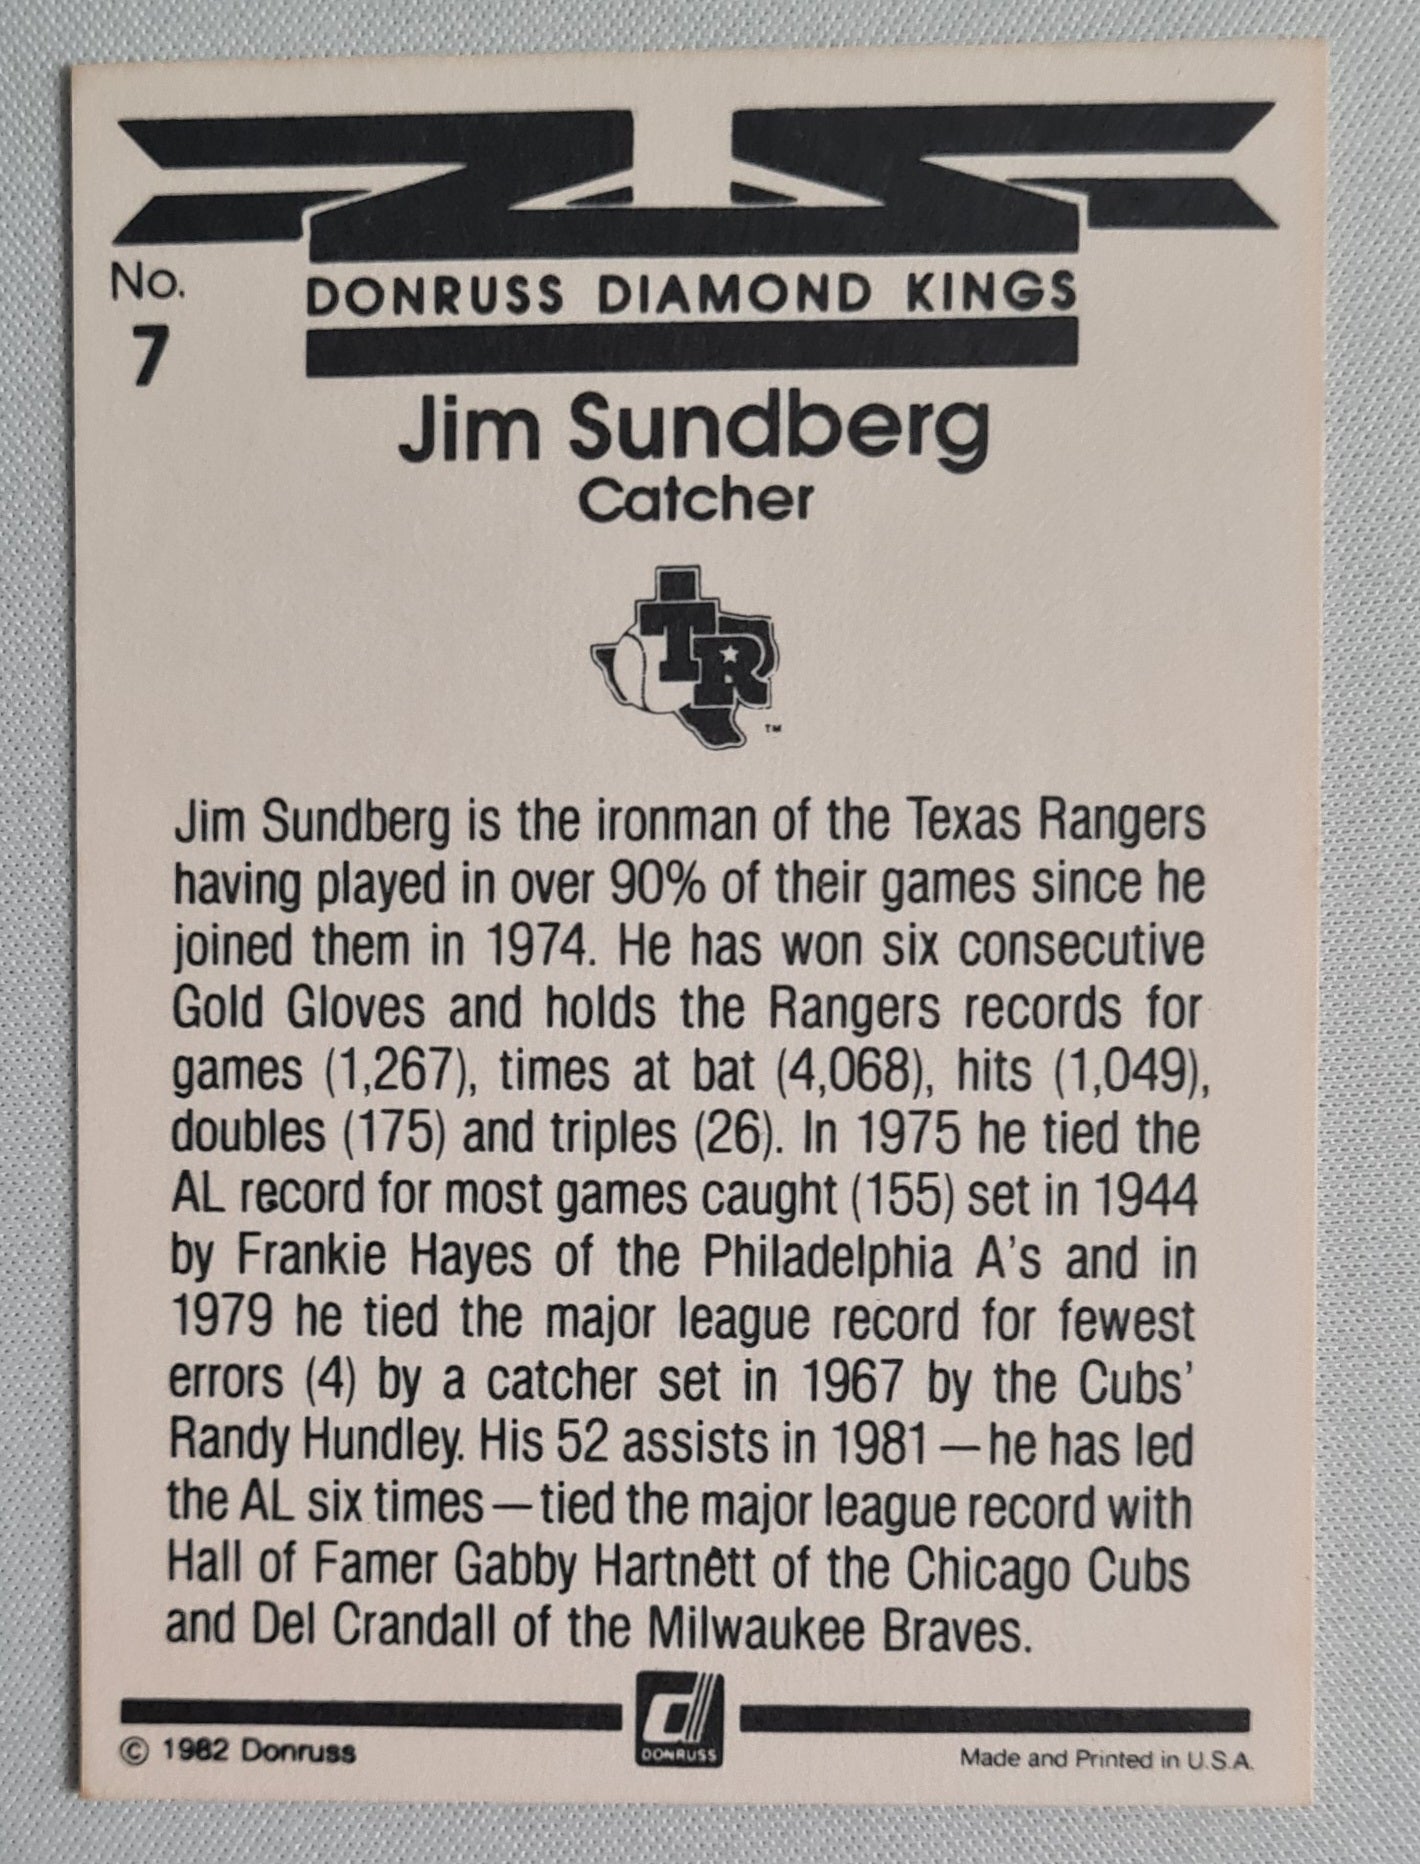 No.
7
DONRUSS DIAMOND KINGS
Jim Sundberg
Catcher
TR
TM
Jim Sundberg is the ironman of the Texas Rangers
having played in over 90% of their games since he
joined them in 1974. He has won six consecutive
Gold Gloves and holds the Rangers records for
games (1,267), times at bat (4,068), hits (1,049),
doubles (175) and triples (26). In 1975 he tied the
AL record for most games caught (155) set in 1944
by Frankie Hayes of the Philadelphia A's and in
1979 he tied the major league record for fewest
errors (4) by a catcher set in 1967 by the Cubs'
Randy Hundley. His 52 assists in 1981 — he has led
the AL six times — tied the major league record with
Hall of Famer Gabby Hartnett of the Chicago Cubs
and Del Crandall of the Milwaukee Braves.
d
DONRUSS
© 1982 Donruss
Made and Printed in U.S.A.